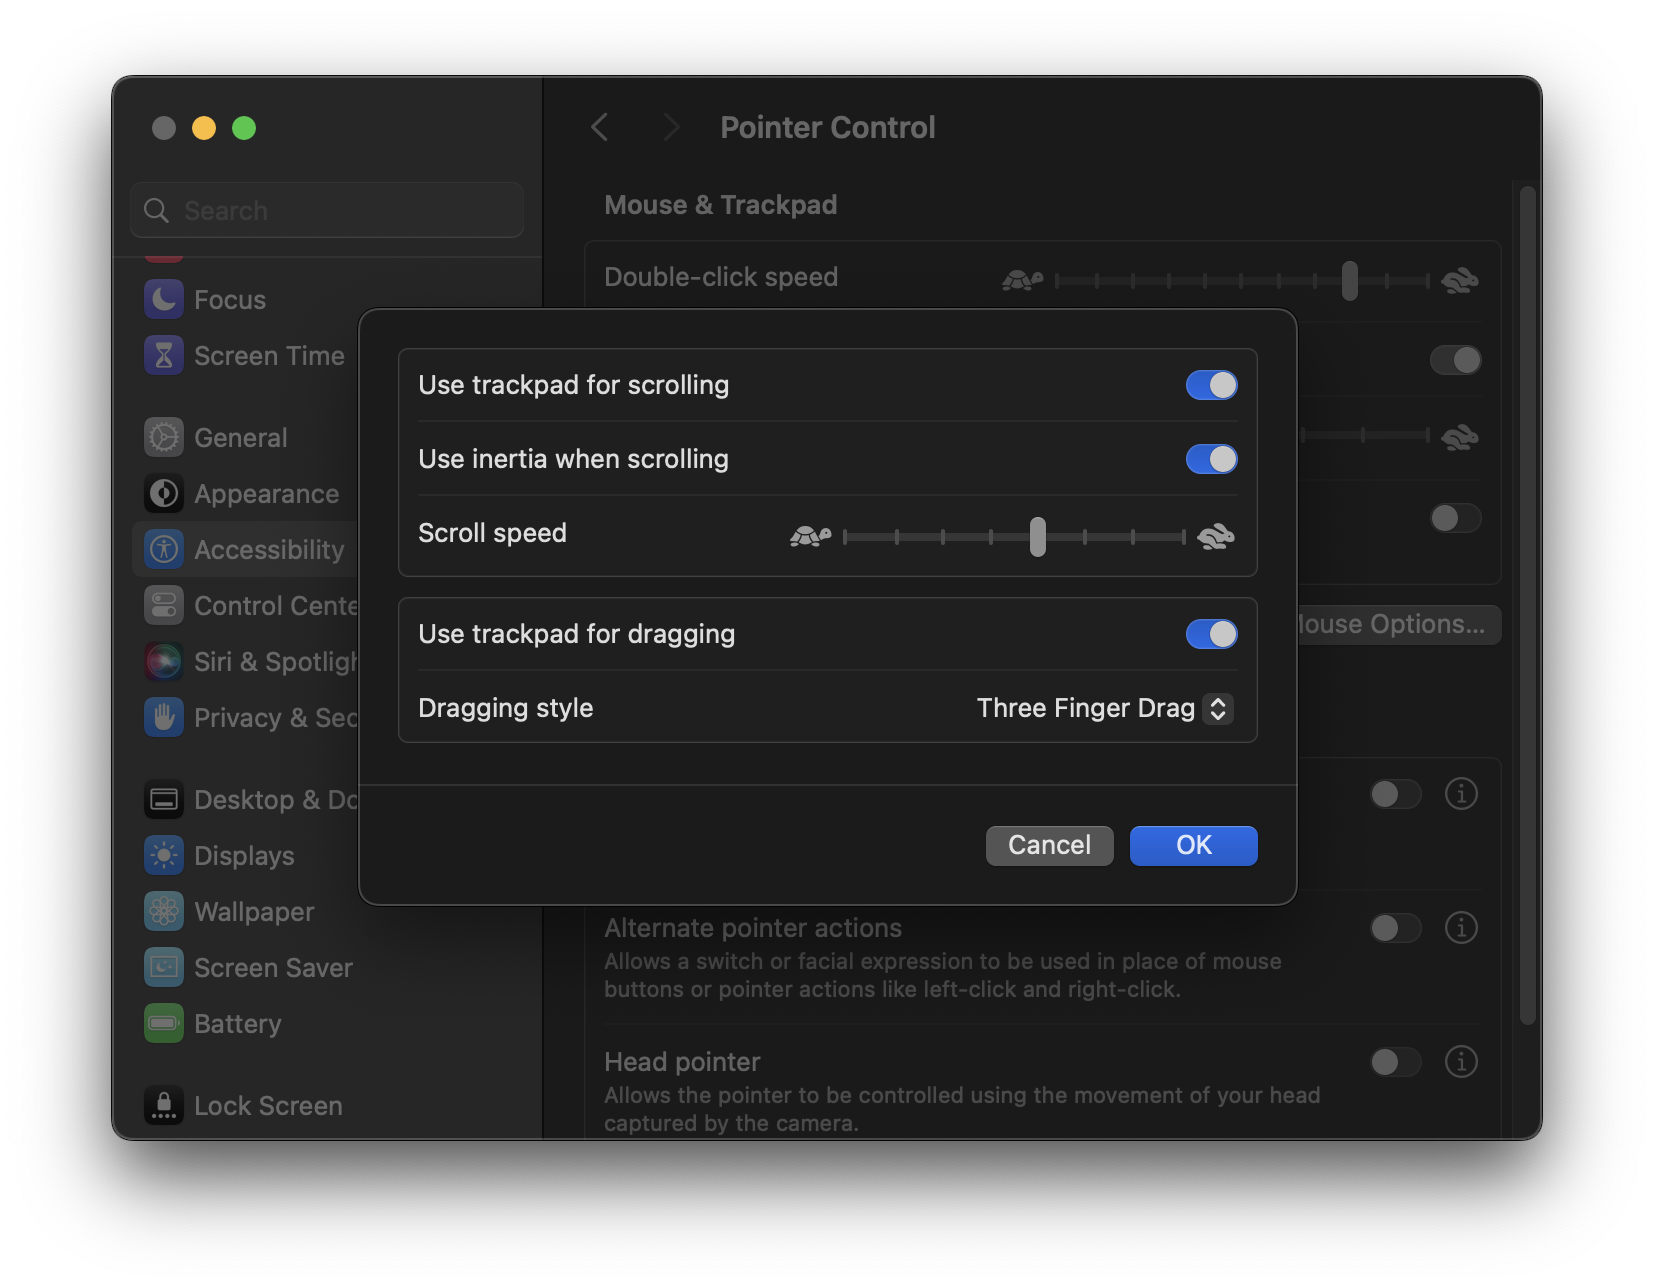 Search
Focus
Screen Time
General
Appearance
Accessibility
Control Cente
Siri & Spotligh
Privacy & Sec
Desktop & Do
Displays
Wallpaper
Screen Saver
Battery
Lock Screen
Pointer Control
Mouse & Trackpad
Double-click speed
Mouse Options...
Alternate pointer actions
Allows a switch or facial expression to be used in place of mouse
buttons or pointer actions like left-click and right-click.
Head pointer
Allows the pointer to be controlled using the movement of your head
captured by the camera.
Use trackpad for scrolling
Use inertia when scrolling
Scroll speed
Use trackpad for dragging
Dragging style
Three Finger Drag
Cancel
OK